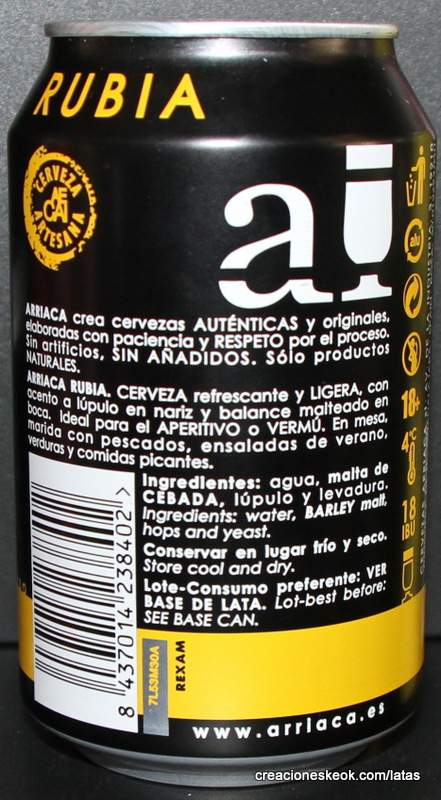 RUBIA
CERVEZA
AECAI
ARTESANA
ai
ARRIACA crea cervezas AUTÉNTICAS y originales,
elaboradas con paciencia y RESPETO por el proceso.
Sin artificios, SIN AÑADIDOS. Sólo productos
NATURALES.
ARRIACA RUBIA. CERVEZA refrescante y LIGERA, con
acento a lúpulo en nariz y balance malteado en
boca. Ideal para el APERITIVO o VERMÚ. En mesa,
marida con pescados, ensaladas de verano,
verduras y comidas picantes.
Ingredientes: agua, malta de
CEBADA, lúpulo y levadura.
Ingredients: water, BARLEY malt,
hops and yeast.
Conservar en lugar frío y seco.
Store cool and dry.
Lote-Consumo preferente: VER
BASE DE LATA. Lot-best before:
SEE BASE CAN.
8 437014 238402 >
7L53M30A
REXAM
www.arriaca.es
alu
18+
4°C
18
IBU
CERVEZAS ARRIACA
creacioneskeok.com/latas